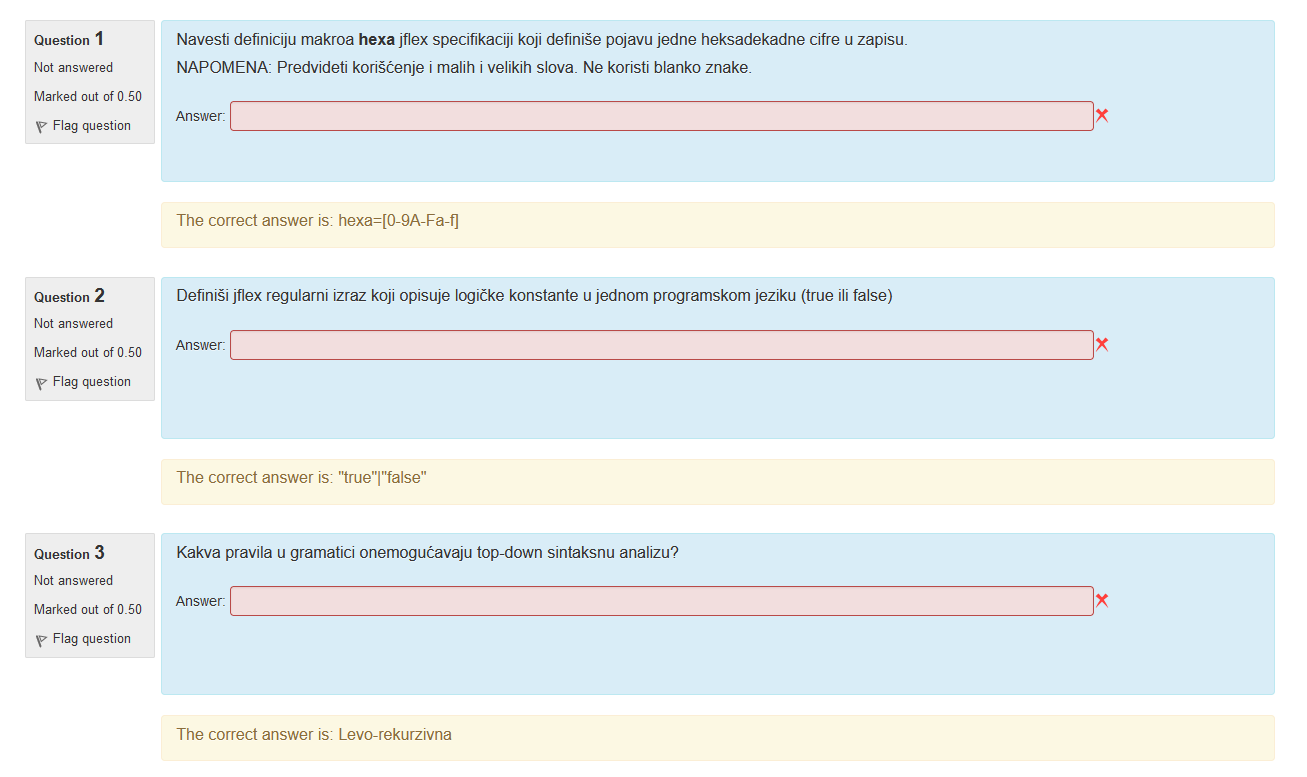 Question 1
Not answered
Marked out of 0.50
Flag question
Navesti definiciju makroa hexa jflex specifikaciji koji definiše pojavu jedne heksadekadne cifre u zapisu.
NAPOMENA: Predvideti korišćenje i malih i velikih slova. Ne koristi blanko znake.
Answer:
The correct answer is: hexa=[0-9A-Fa-f]
Question 2
Not answered
Marked out of 0.50
Flag question
Definiši jflex regularni izraz koji opisuje logičke konstante u jednom programskom jeziku (true ili false)
Answer:
The correct answer is: "true"|"false"
Question 3
Not answered
Marked out of 0.50
Flag question
Kakva pravila u gramatici onemogućavaju top-down sintaksnu analizu?
Answer:
The correct answer is: Levo-rekurzivna